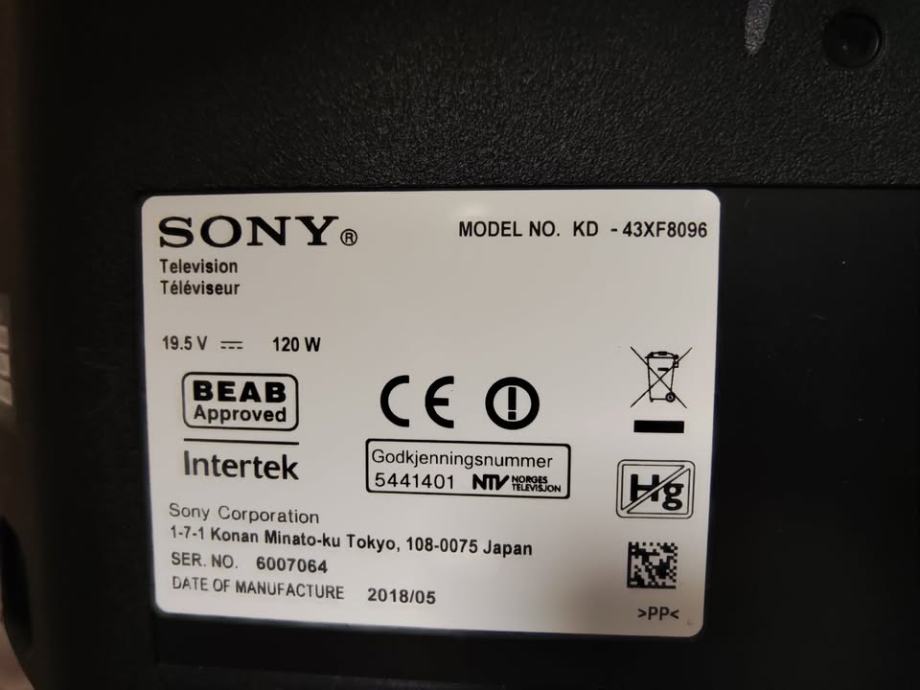 SONY®
MODEL NO. KD - 43XF8096
Television
Téléviseur
19.5 V ⎓ 120 W
BEAB
Approved
Intertek
CE
Godkjenningsnummer
5441401 NTV NORGES
TELEVISJON
Hg
Sony Corporation
1-7-1 Konan Minato-ku Tokyo, 108-0075 Japan
SER. NO. 6007064
DATE OF MANUFACTURE 2018/05
>PP<